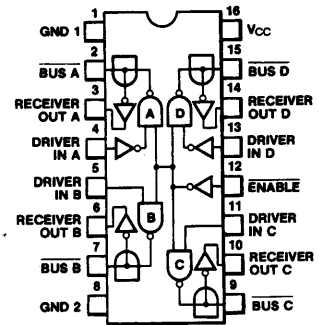 1
GND 1
2
BUS A
3
RECEIVER
OUT A
4
DRIVER
IN A
5
DRIVER
IN B
6
RECEIVER
OUT B
7
BUS B
8
GND 2
16
VCC
15
BUS D
14
RECEIVER
OUT D
13
DRIVER
IN D
12
ENABLE
11
DRIVER
IN C
10
RECEIVER
OUT C
9
BUS C
A
D
B
C